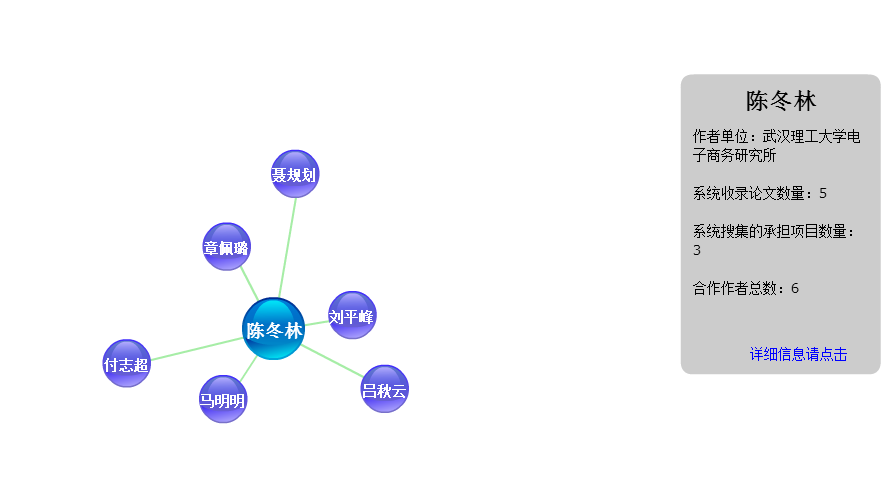 陈冬林
作者单位：武汉理工大学电
子商务研究所
系统收录论文数量：5
系统搜集的承担项目数量：
3
合作作者总数：6
详细信息请点击
聂规划
章佩璐
刘平峰
陈冬林
付志超
吕秋云
马明明